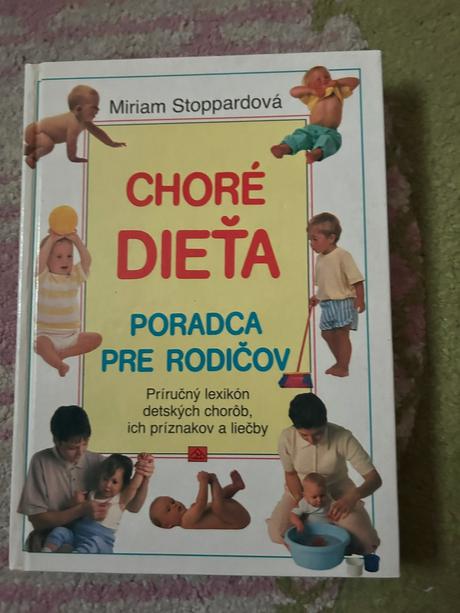 Miriam Stoppardová
CHORÉ
DIEŤA
PORADCA
PRE RODIČOV
Príručný lexikón
detských chorôb,
ich príznakov a liečby